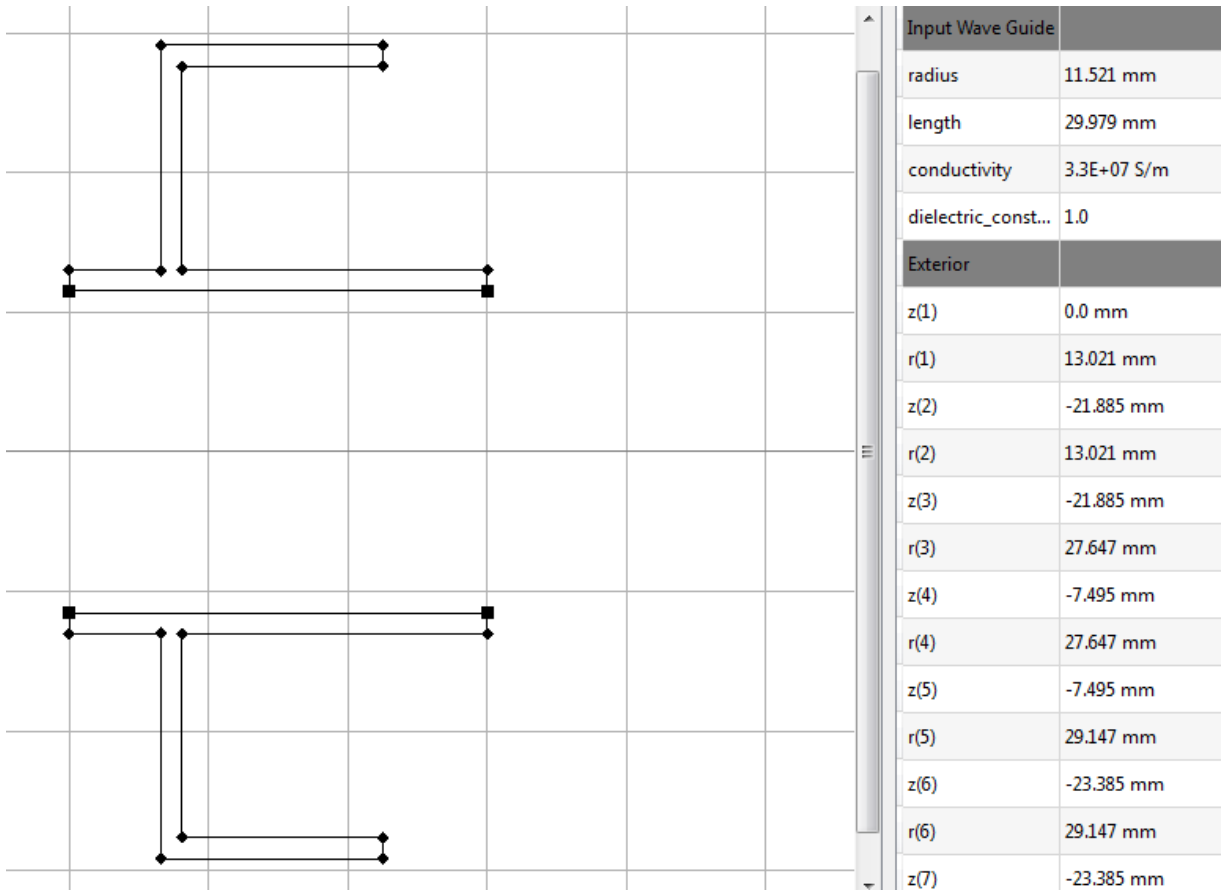 Input Wave Guide
radius 11.521 mm
length 29.979 mm
conductivity 3.3E+07 S/m
dielectric_const... 1.0
Exterior
z(1) 0.0 mm
r(1) 13.021 mm
z(2) -21.885 mm
r(2) 13.021 mm
z(3) -21.885 mm
r(3) 27.647 mm
z(4) -7.495 mm
r(4) 27.647 mm
z(5) -7.495 mm
r(5) 29.147 mm
z(6) -23.385 mm
r(6) 29.147 mm
z(7) -23.385 mm